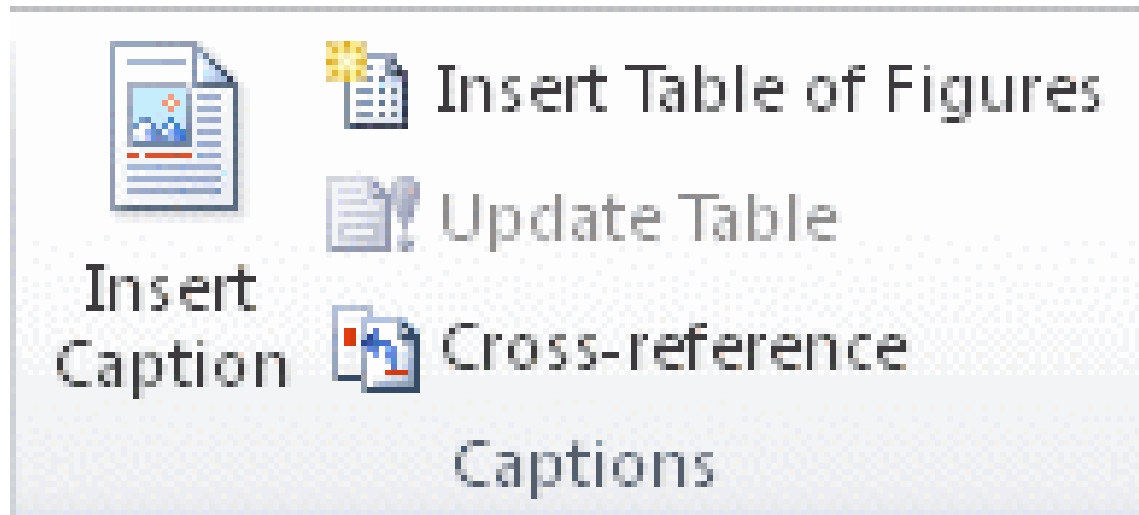 Insert
Caption
Insert Table of Figures
Update Table
Cross-reference
Captions